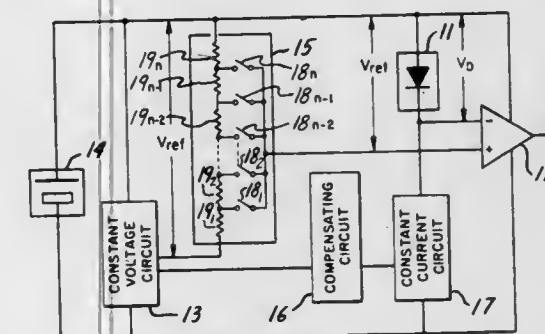 19n
15
11
18n
19n-1
18n-1
Vref
VD
19n-2
18n-2
Vref
14
182
192
181
191
CONSTANT VOLTAGE CIRCUIT
COMPENSATING CIRCUIT
CONSTANT CURRENT CIRCUIT
-
+
13
16
17